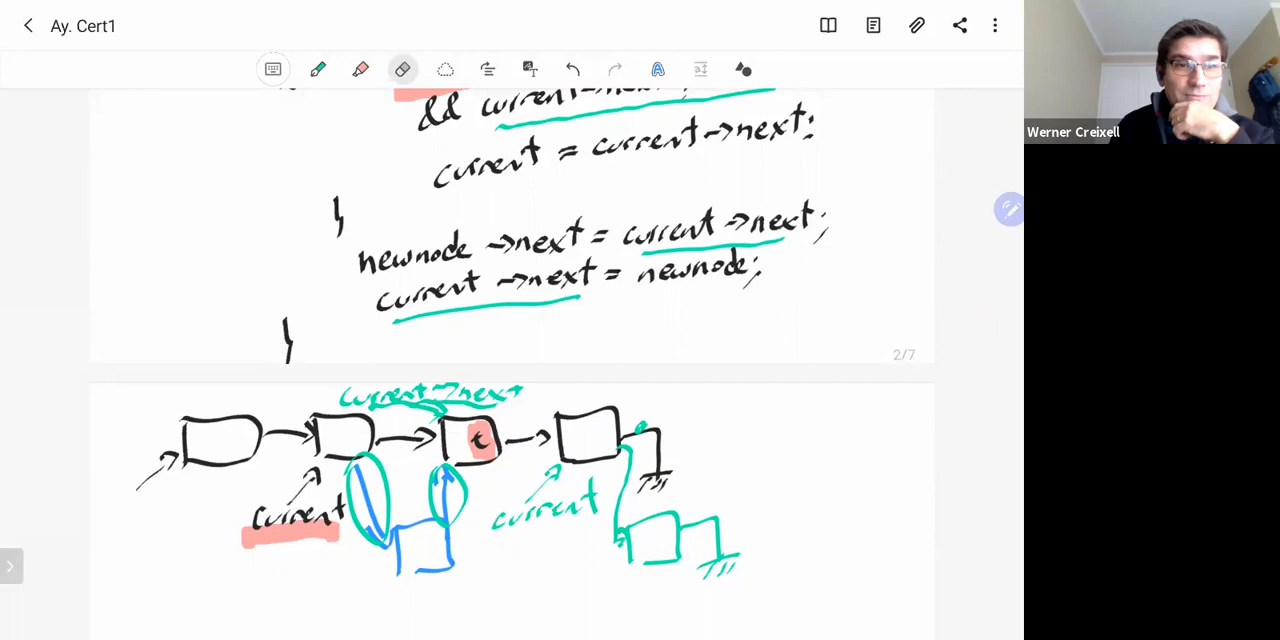 Ay. Cert1
Werner Creixell
&& current->next
current = current->next;
}
newnode->next = current->next;
current->next = newnode;
}
2/7
current->next
t
current
current